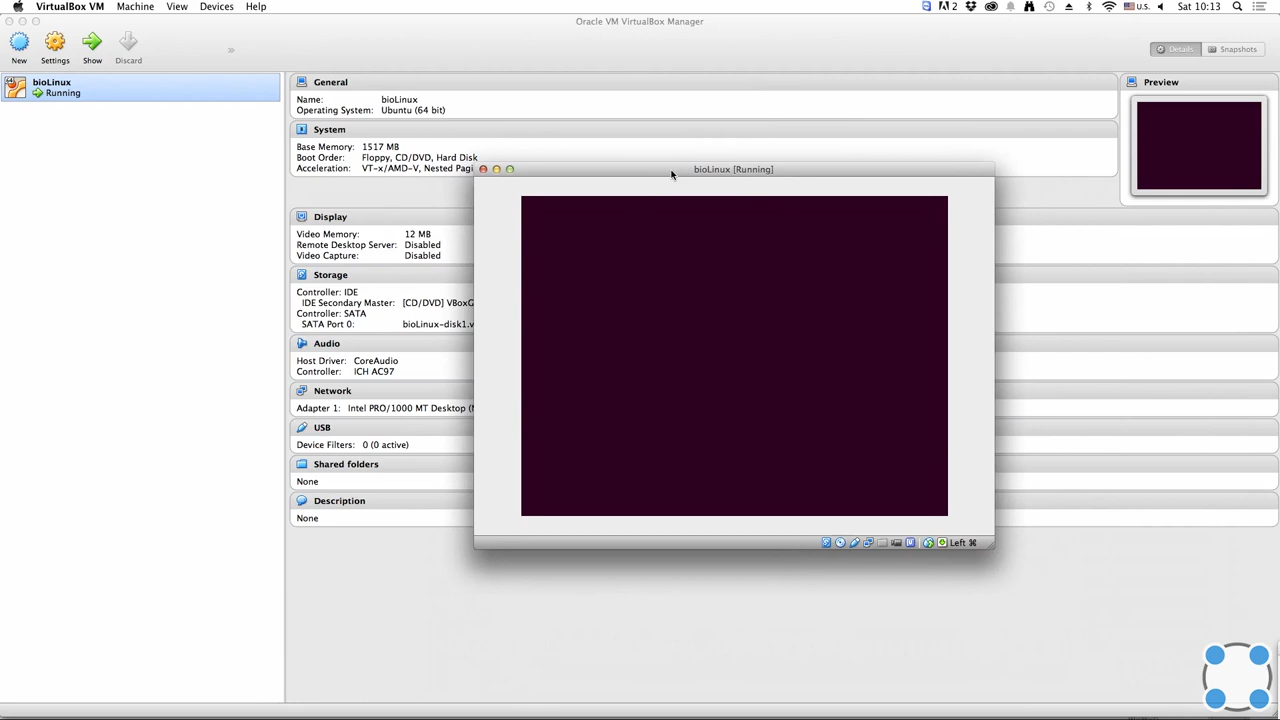 VirtualBox VM Machine View Devices Help
2 U.S. Sat 10:13
Oracle VM VirtualBox Manager
New Settings Show Discard
»
Details Snapshots
64
bioLinux
Running
General
Name: bioLinux
Operating System: Ubuntu (64 bit)
System
Base Memory: 1517 MB
Boot Order: Floppy, CD/DVD, Hard Disk
Acceleration: VT-x/AMD-V, Nested Pagi
Preview
bioLinux [Running]
Display
Video Memory: 12 MB
Remote Desktop Server: Disabled
Video Capture: Disabled
Storage
Controller: IDE
IDE Secondary Master: [CD/DVD] VBoxG
Controller: SATA
SATA Port 0: bioLinux-disk1.v
Audio
Host Driver: CoreAudio
Controller: ICH AC97
Network
Adapter 1: Intel PRO/1000 MT Desktop (
USB
Device Filters: 0 (0 active)
Shared folders
None
Description
None
Left ⌘